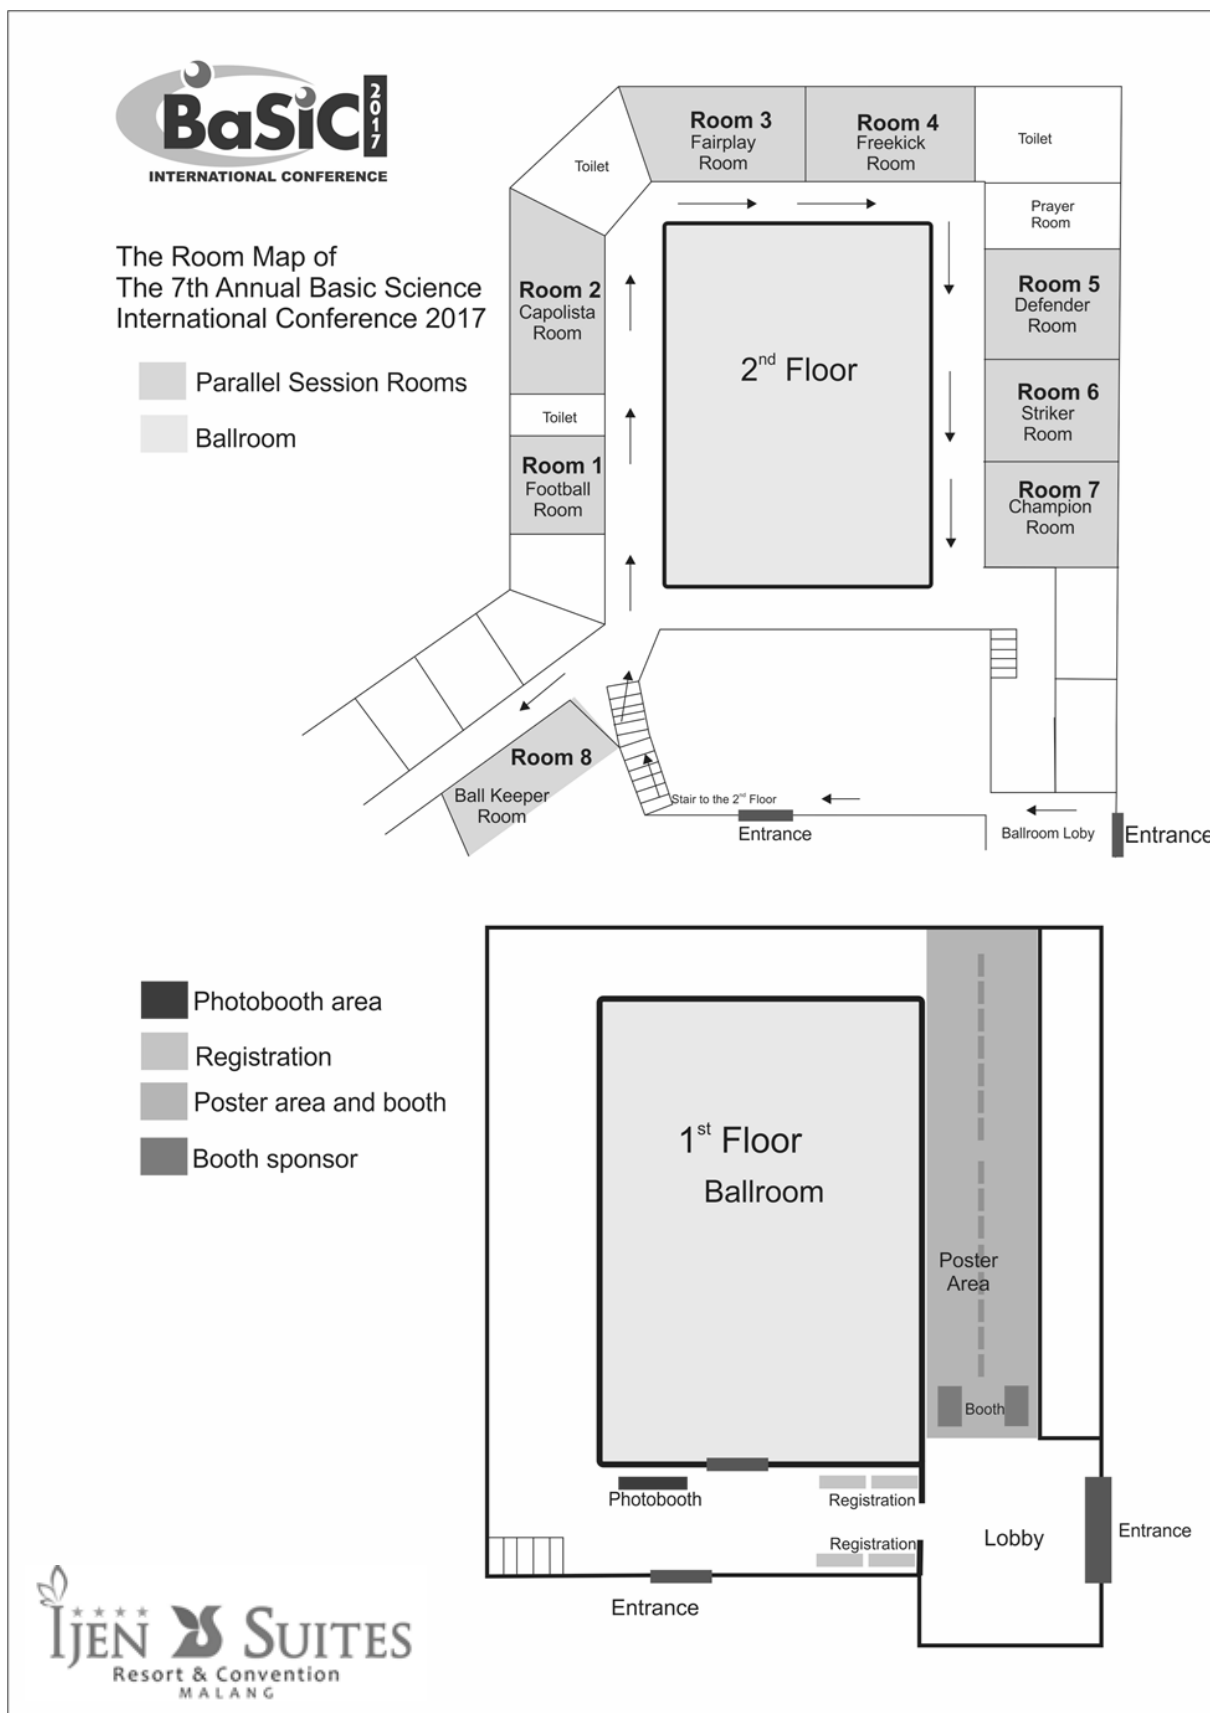 BaSiC 2017
INTERNATIONAL CONFERENCE
The Room Map of
The 7th Annual Basic Science
International Conference 2017
Parallel Session Rooms
Ballroom
Toilet
Room 3
Fairplay
Room
Room 4
Freekick
Room
Toilet
Prayer
Room
Room 2
Capolista
Room
Toilet
Room 1
Football
Room
2nd Floor
Room 5
Defender
Room
Room 6
Striker
Room
Room 7
Champion
Room
Room 8
Ball Keeper
Room
Stair to the 2nd Floor
Entrance
Ballroom Loby
Entrance
Photobooth area
Registration
Poster area and booth
Booth sponsor
1st Floor
Ballroom
Poster
Area
Booth
Photobooth
Registration
Registration
Lobby
Entrance
Entrance
IJEN SUITES
Resort & Convention
MALANG